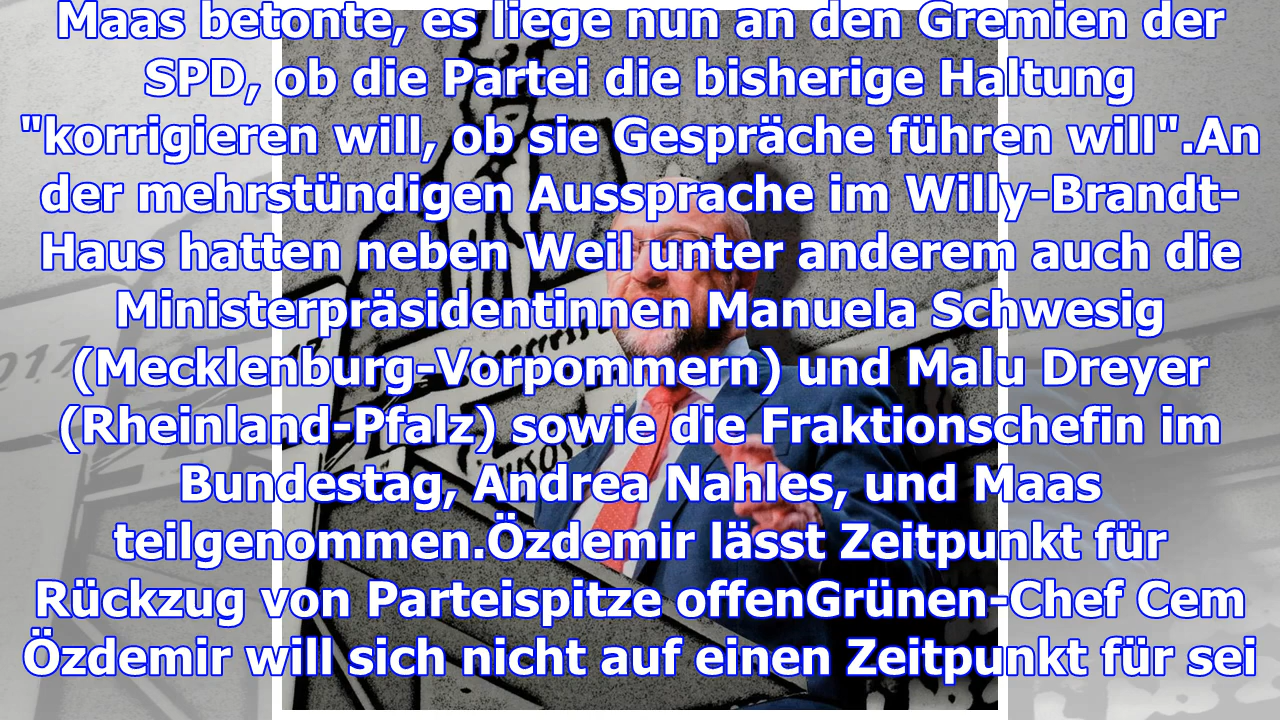 Maas betonte, es liege nun an den Gremien der
SPD, ob die Partei die bisherige Haltung
"korrigieren will, ob sie Gespräche führen will".An
der mehrstündigen Aussprache im Willy-Brandt-
Haus hatten neben Weil unter anderem auch die
Ministerpräsidentinnen Manuela Schwesig
(Mecklenburg-Vorpommern) und Malu Dreyer
(Rheinland-Pfalz) sowie die Fraktionschefin im
Bundestag, Andrea Nahles, und Maas
teilgenommen.Özdemir lässt Zeitpunkt für
Rückzug von Parteispitze offenGrünen-Chef Cem
Özdemir will sich nicht auf einen Zeitpunkt für sei